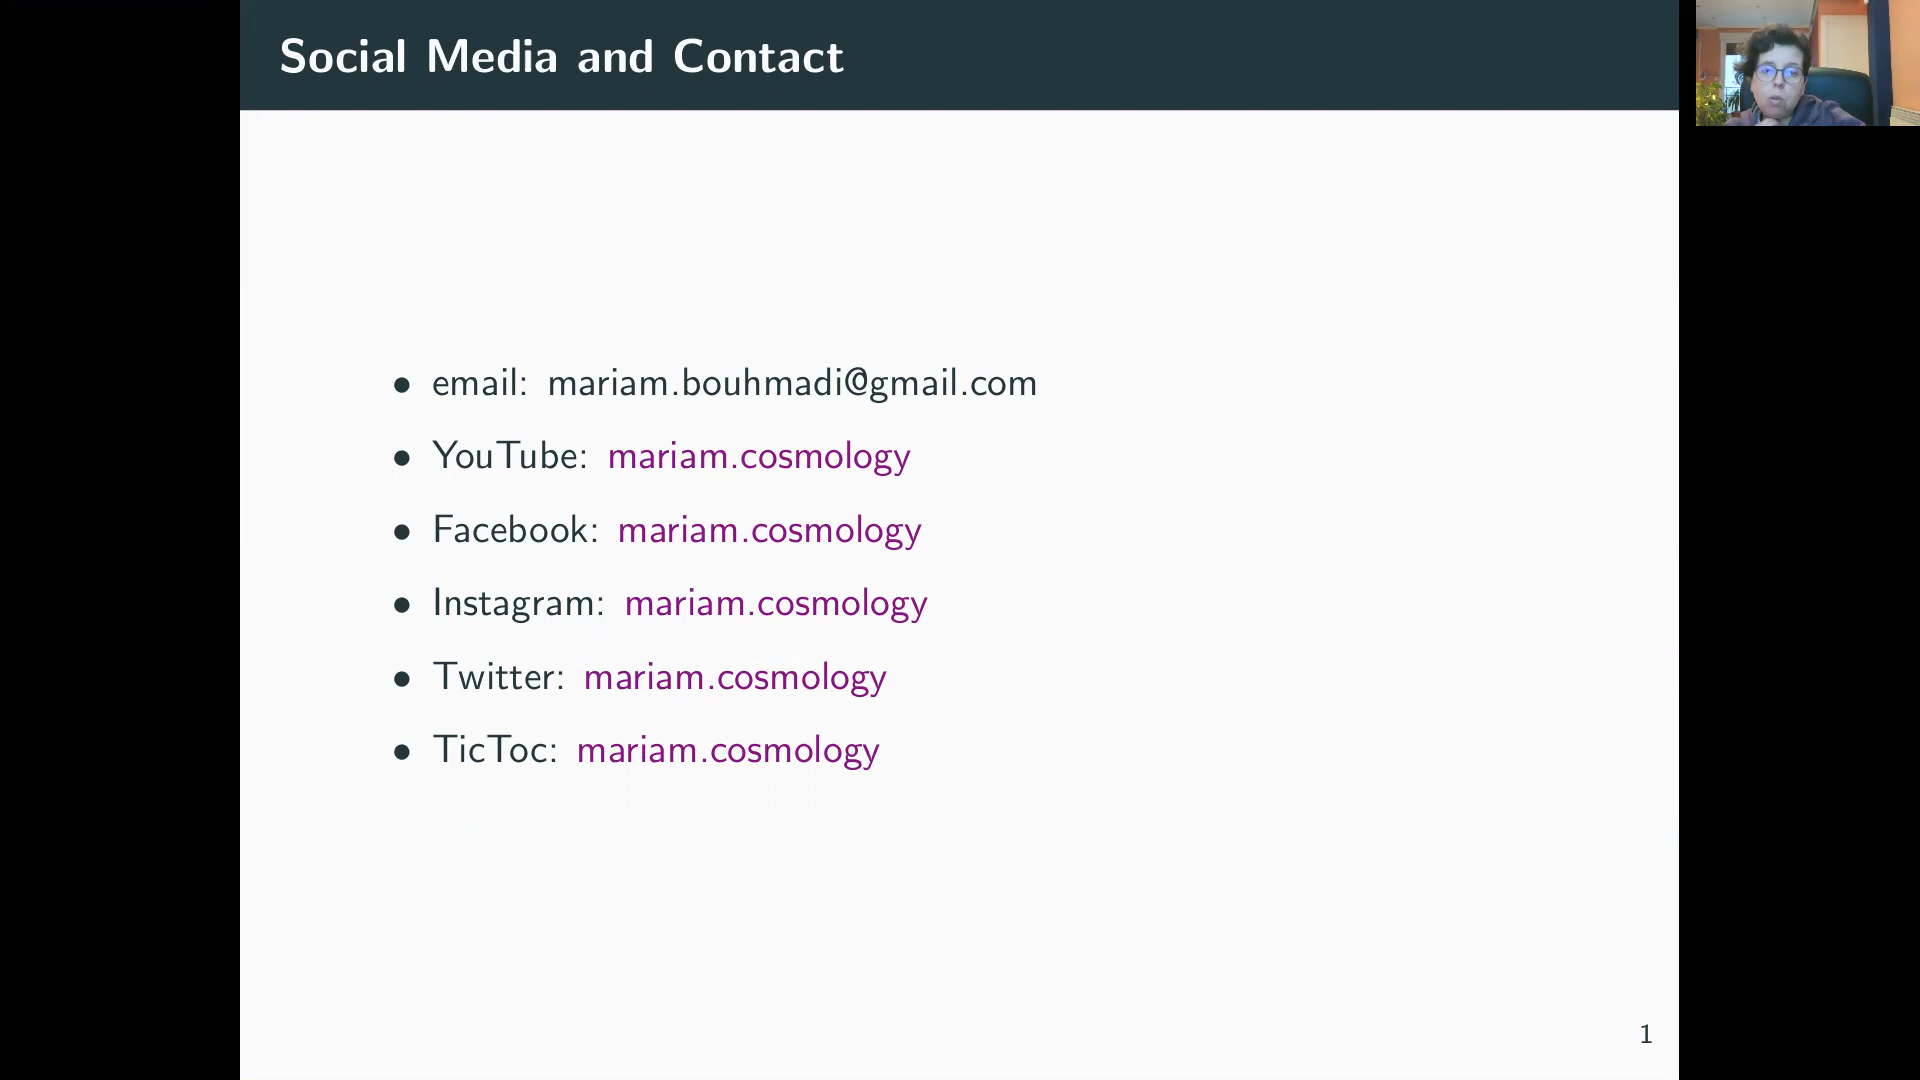 Social Media and Contact
• email: mariam.bouhmadi@gmail.com
• YouTube: mariam.cosmology
• Facebook: mariam.cosmology
• Instagram: mariam.cosmology
• Twitter: mariam.cosmology
• TicToc: mariam.cosmology
1